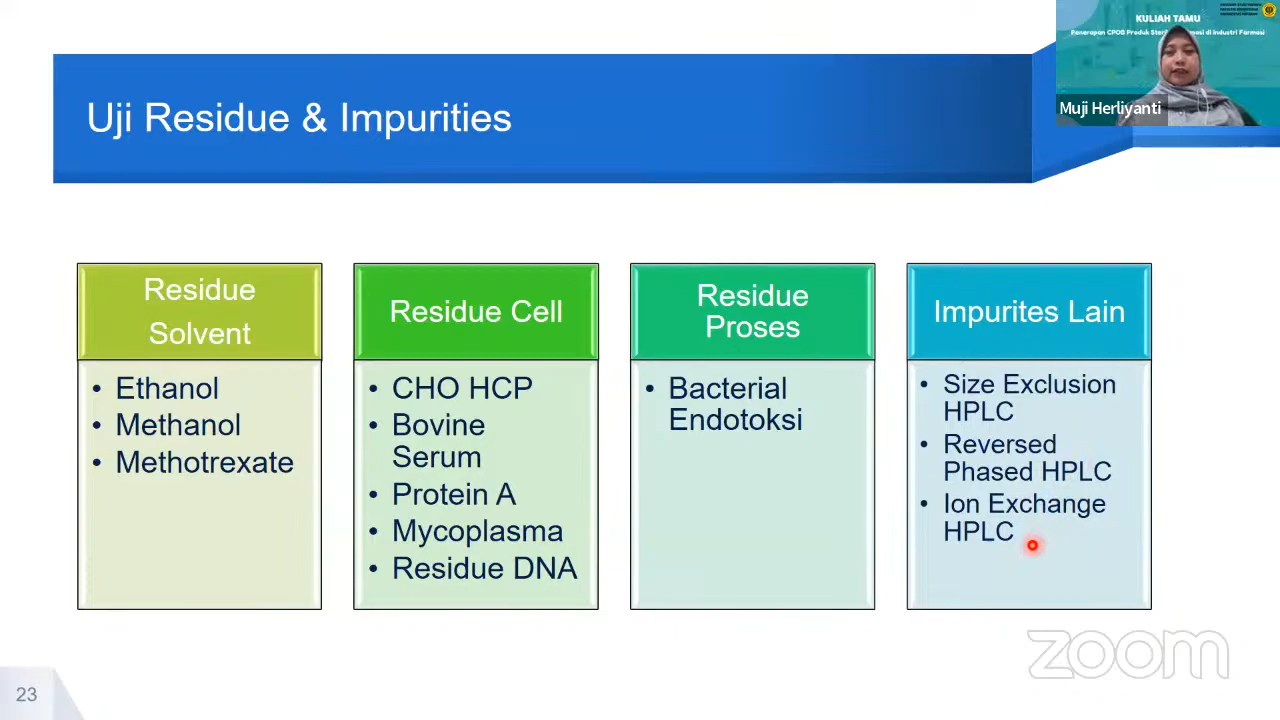 KULIAH TAMU
Muji Herliyanti
Uji Residue & Impurities
Residue
Solvent
• Ethanol
• Methanol
• Methotrexate
Residue Cell
• CHO HCP
• Bovine
Serum
• Protein A
• Mycoplasma
• Residue DNA
Residue
Proses
• Bacterial
Endotoksi
Impurites Lain
• Size Exclusion
HPLC
• Reversed
Phased HPLC
• Ion Exchange
HPLC
zoom
23